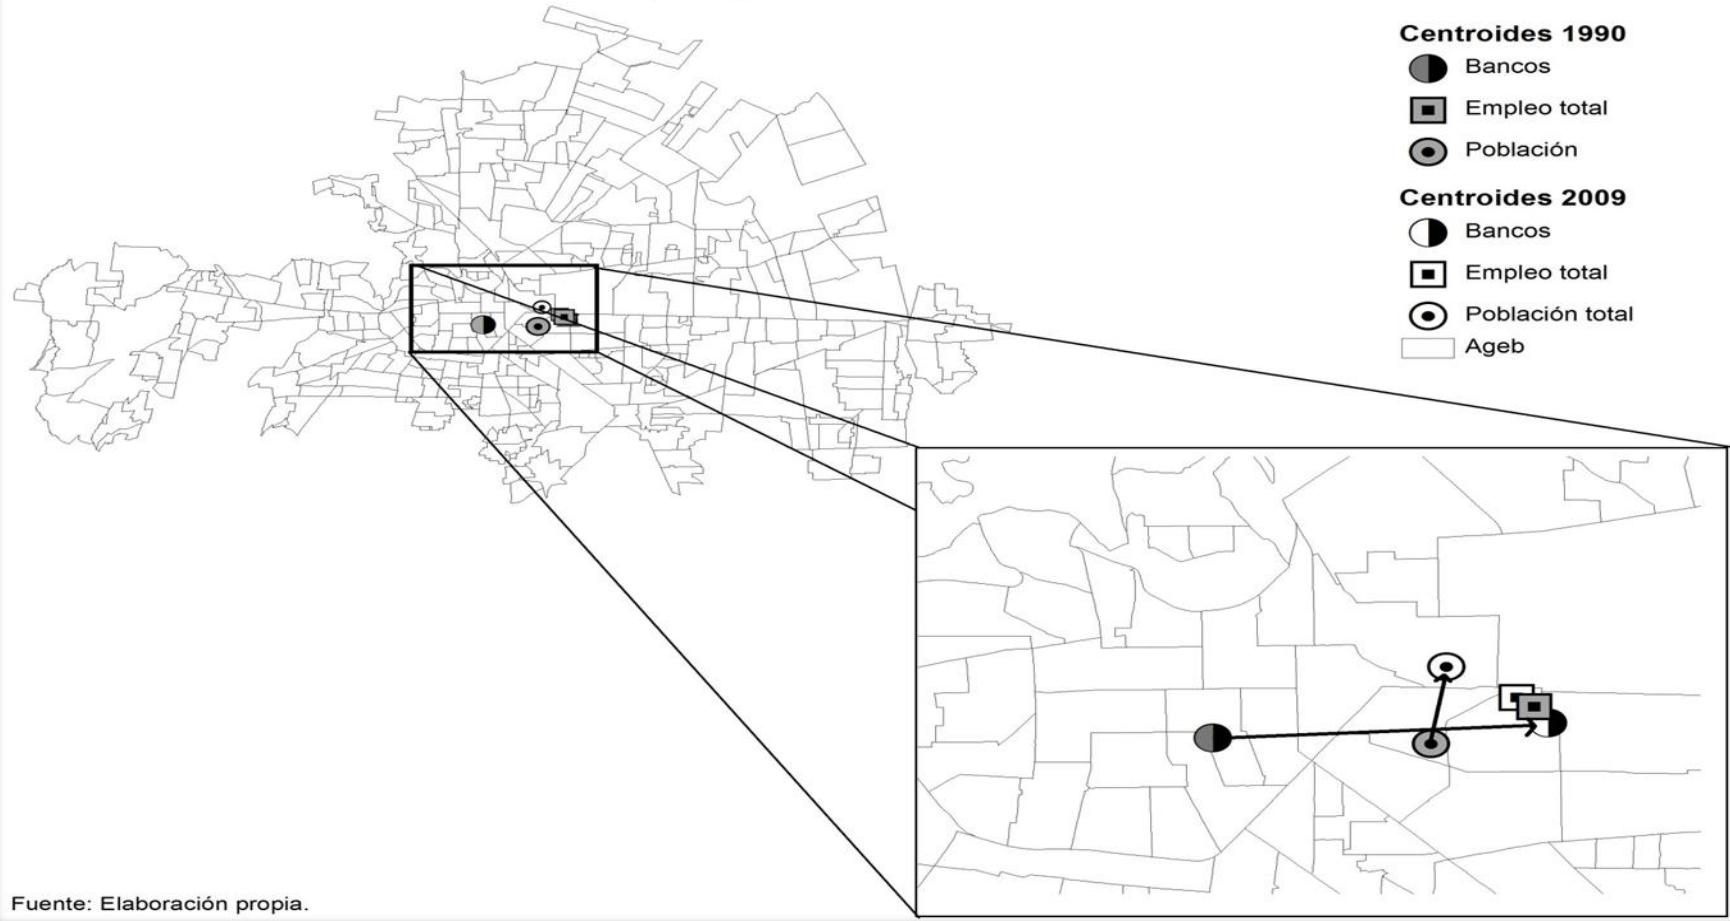 Centroides 1990
Bancos
Empleo total
Población
Centroides 2009
Bancos
Empleo total
Población total
Ageb
Fuente: Elaboración propia.